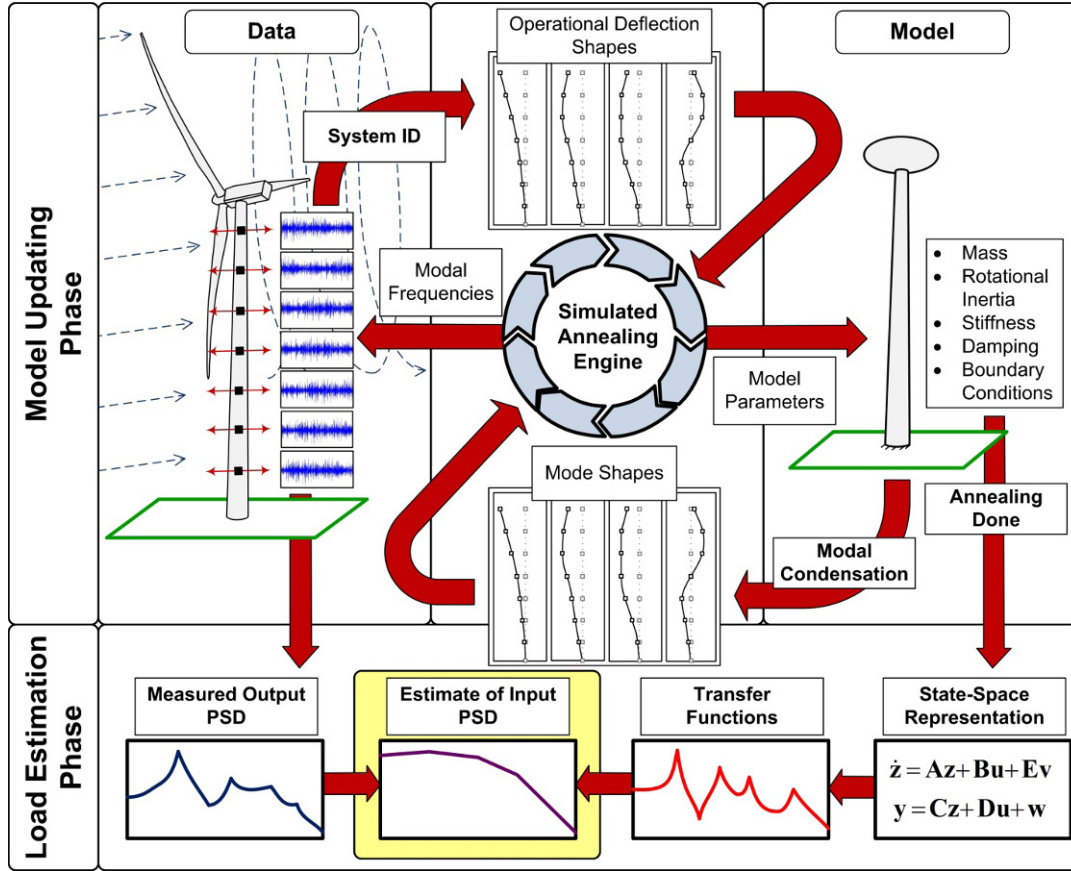 Data
Operational Deflection
Shapes
Model
System ID
Model Updating
Phase
Modal
Frequencies
Simulated
Annealing
Engine
Model
Parameters
• Mass
• Rotational
Inertia
• Stiffness
• Damping
• Boundary
Conditions
Mode Shapes
Annealing
Done
Modal
Condensation
Load Estimation
Phase
Measured Output
PSD
Estimate of Input
PSD
Transfer
Functions
State-Space
Representation
ż = Az + Bu + Ev
y = Cz + Du + w